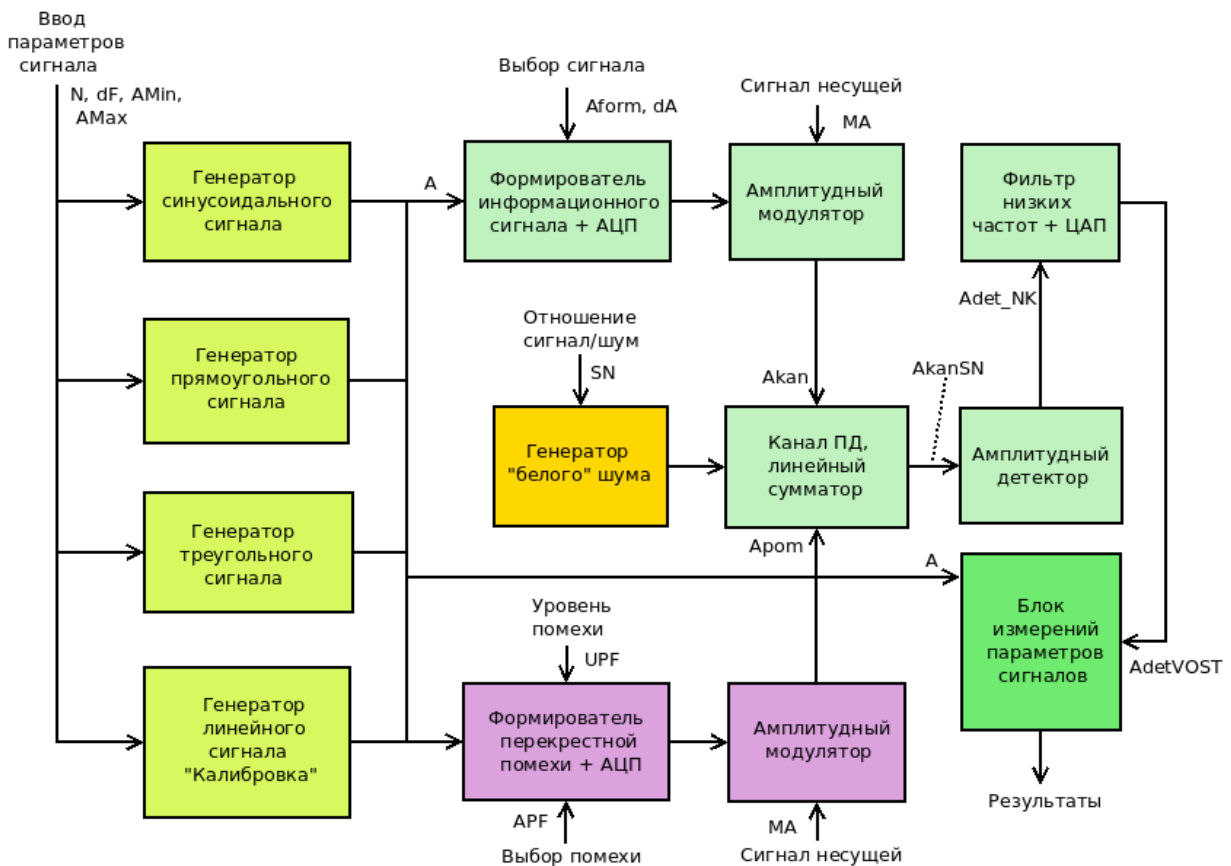 Ввод
параметров
сигнала
N, dF, AMin,
AMax
Генератор
синусоидального
сигнала
Генератор
прямоугольного
сигнала
Генератор
треугольного
сигнала
Генератор
линейного
сигнала
"Калибровка"
A
Выбор сигнала
Aform, dA
Формирователь
информационного
сигнала + АЦП
Сигнал несущей
MA
Амплитудный
модулятор
Фильтр
низких
частот + ЦАП
Adet_NK
Отношение
сигнал/шум
SN
Генератор
"белого" шума
Akan
Канал ПД,
линейный
сумматор
AkanSN
Амплитудный
детектор
Apom
A
Уровень
помехи
UPF
Формирователь
перекрестной
помехи + АЦП
APF
Выбор помехи
Амплитудный
модулятор
MA
Сигнал несущей
Блок
измерений
параметров
сигналов
AdetVOST
Результаты